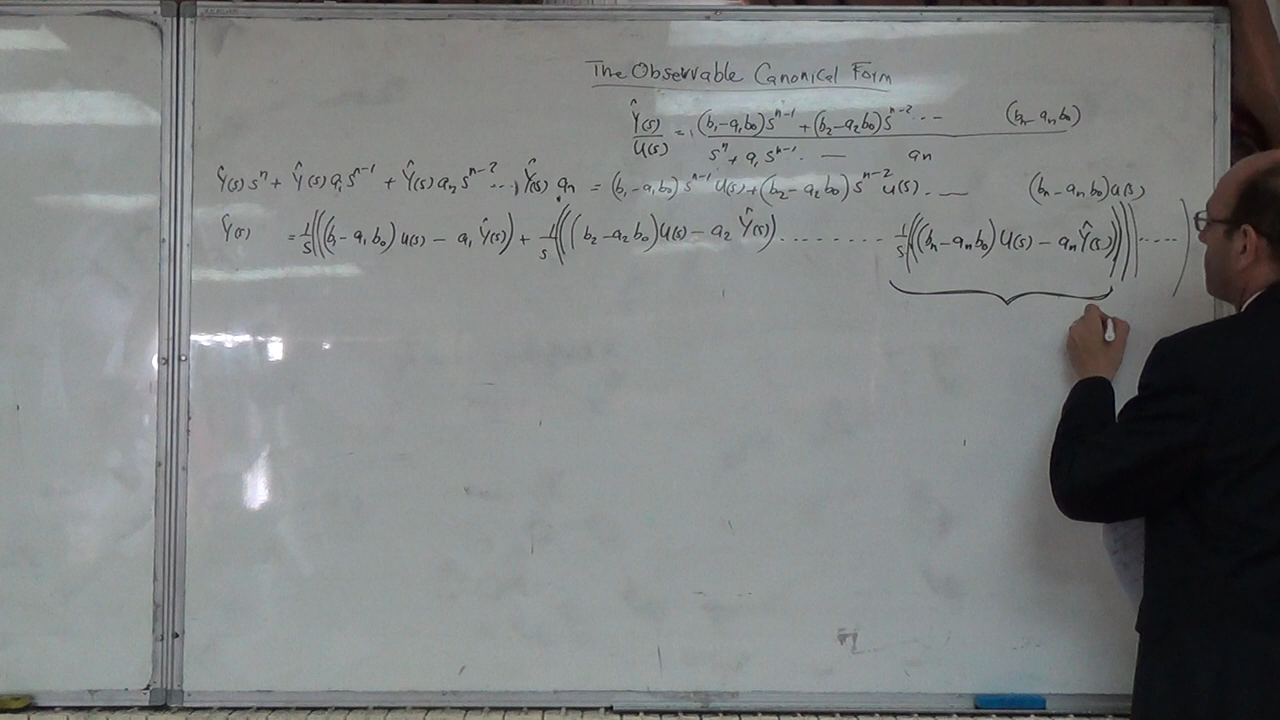 The Observable Canonical Form
Ŷ(s)/U(s) = (b₁-a₁b₀)sⁿ⁻¹+(b₂-a₂b₀)sⁿ⁻² -- (bₙ-aₙb₀) / sⁿ+a₁sⁿ⁻¹. — aₙ
Ŷ(s)sⁿ+Ŷ(s)a₁sⁿ⁻¹+Ŷ(s)aₙsⁿ⁻²..., Ŷ(s)aₙ = (b₁-a₁b₀)sⁿ⁻¹U(s)+(b₂-a₂b₀)sⁿ⁻²U(s). — (bₙ-aₙb₀)U(s)
Ŷ(s) = 1/s(((b₁-a₁b₀)U(s)-a₁Ŷ(s))+1/s(((b₂-a₂b₀)U(s)-a₂Ŷ(s)).......... 1/s(((bₙ-aₙb₀)U(s)-aₙŶ(s))))).....)